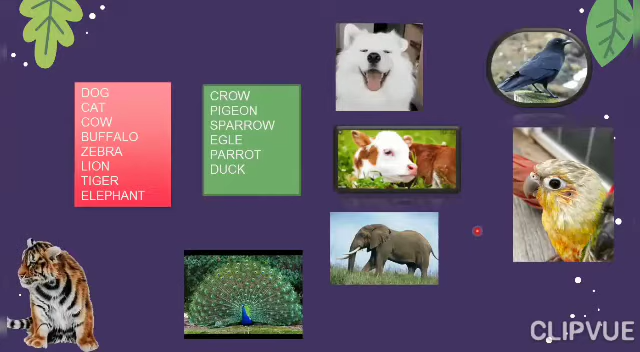 DOG
CAT
COW
BUFFALO
ZEBRA
LION
TIGER
ELEPHANT
CROW
PIGEON
SPARROW
EGLE
PARROT
DUCK
CLIPVUE